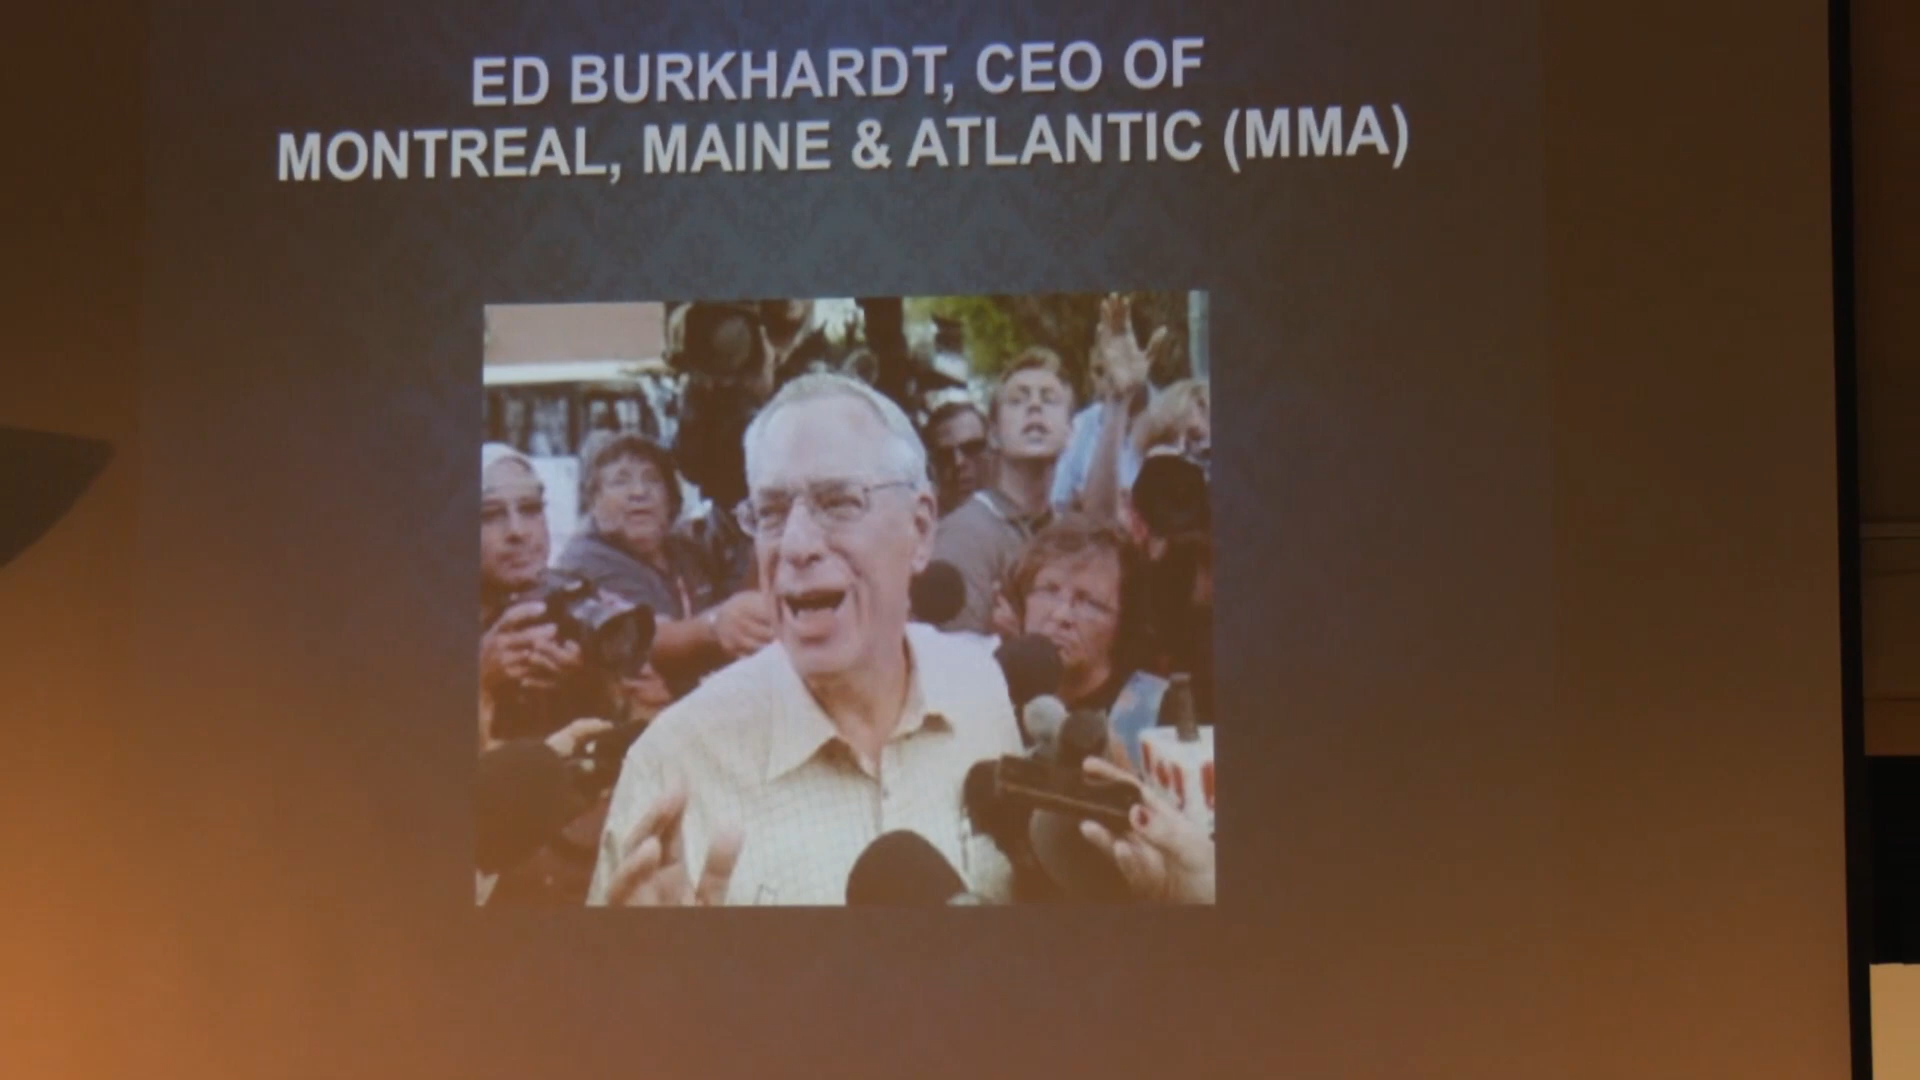 ED BURKHARDT, CEO OF
MONTREAL, MAINE & ATLANTIC (MMA)